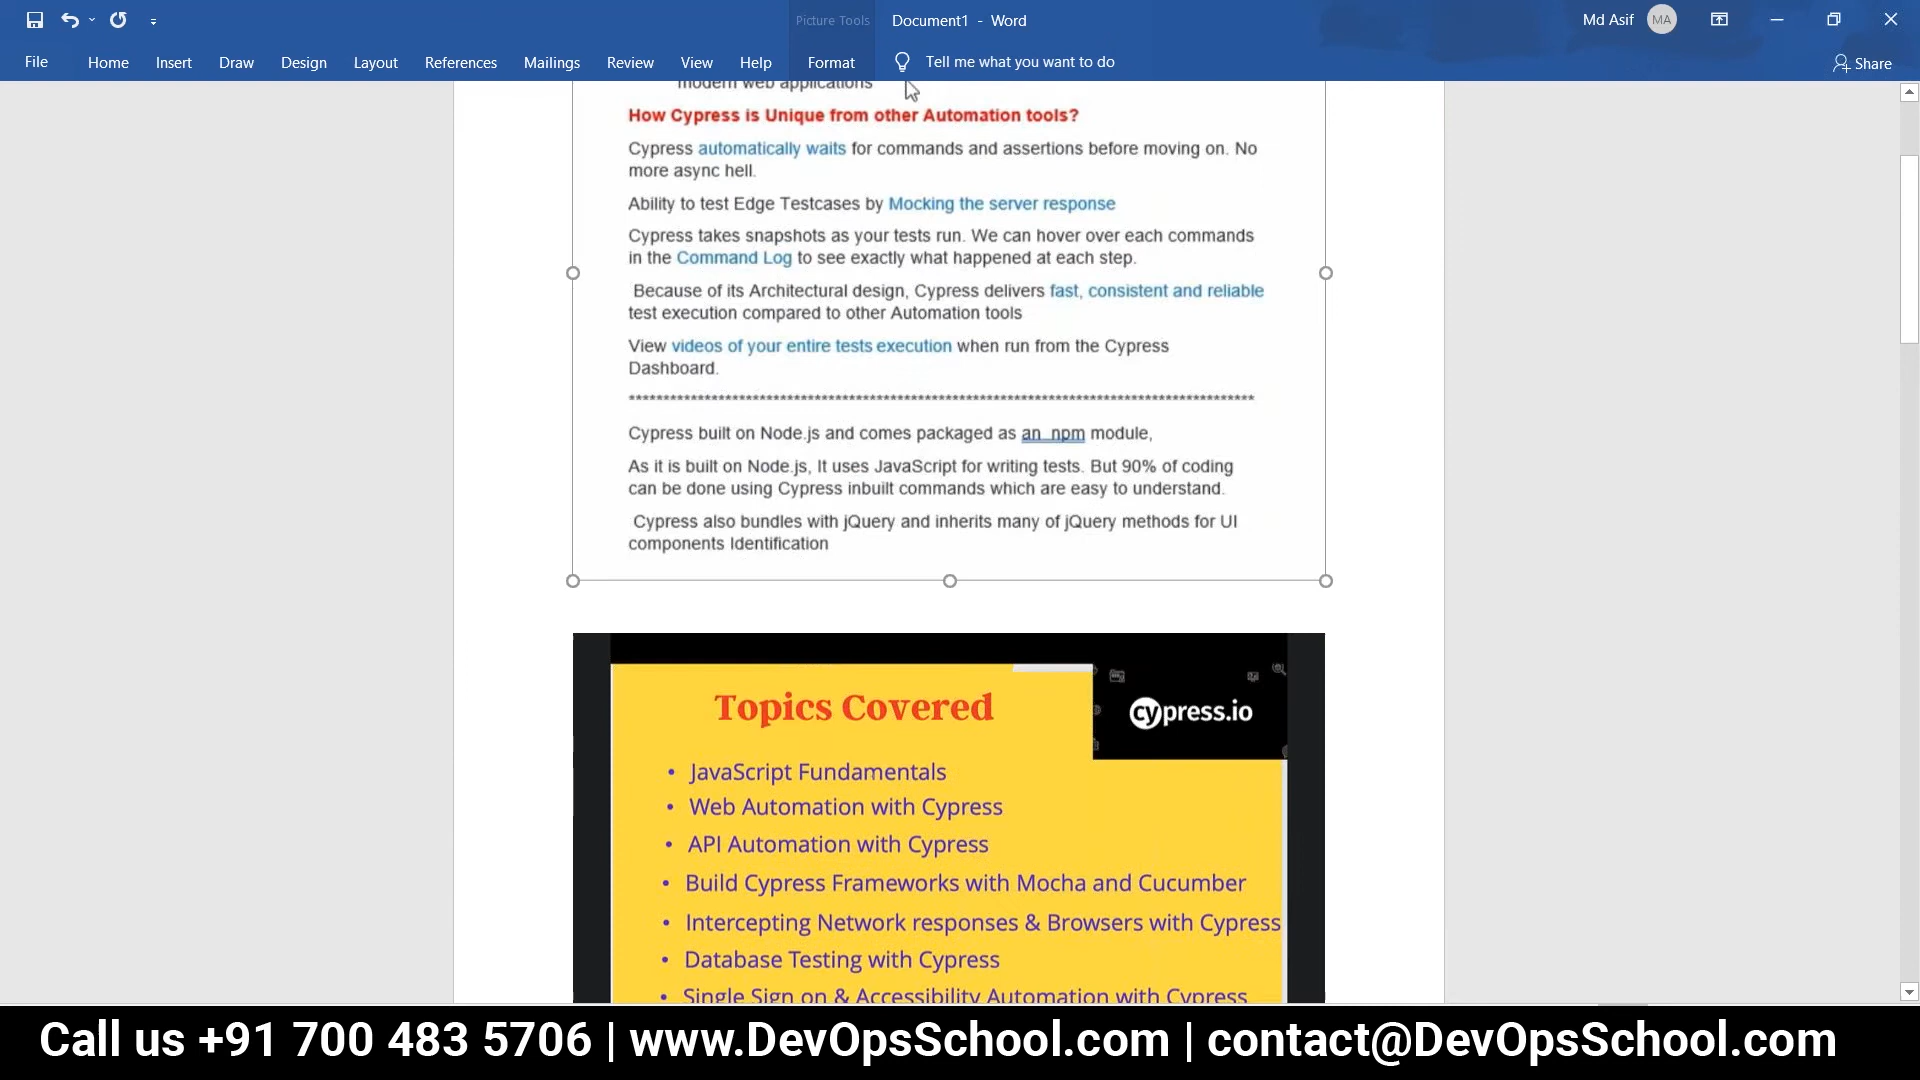 Picture Tools
Document1 - Word
Md Asif
MA
File
Home
Insert
Draw
Design
Layout
References
Mailings
Review
View
Help
Format
Tell me what you want to do
Share
modern web applications
How Cypress is Unique from other Automation tools?
Cypress automatically waits for commands and assertions before moving on. No
more async hell.
Ability to test Edge Testcases by Mocking the server response
Cypress takes snapshots as your tests run. We can hover over each commands
in the Command Log to see exactly what happened at each step.
Because of its Architectural design, Cypress delivers fast, consistent and reliable
test execution compared to other Automation tools
View videos of your entire tests execution when run from the Cypress
Dashboard.
*******************************************************************************************
Cypress built on Node.js and comes packaged as an npm module,
As it is built on Node.js, It uses JavaScript for writing tests. But 90% of coding
can be done using Cypress inbuilt commands which are easy to understand.
Cypress also bundles with jQuery and inherits many of jQuery methods for UI
components Identification
Topics Covered
cypress.io
• JavaScript Fundamentals
• Web Automation with Cypress
• API Automation with Cypress
• Build Cypress Frameworks with Mocha and Cucumber
• Intercepting Network responses & Browsers with Cypress
• Database Testing with Cypress
• Single Sign on & Accessibility Automation with Cypress
Call us +91 700 483 5706 | www.DevOpsSchool.com | contact@DevOpsSchool.com